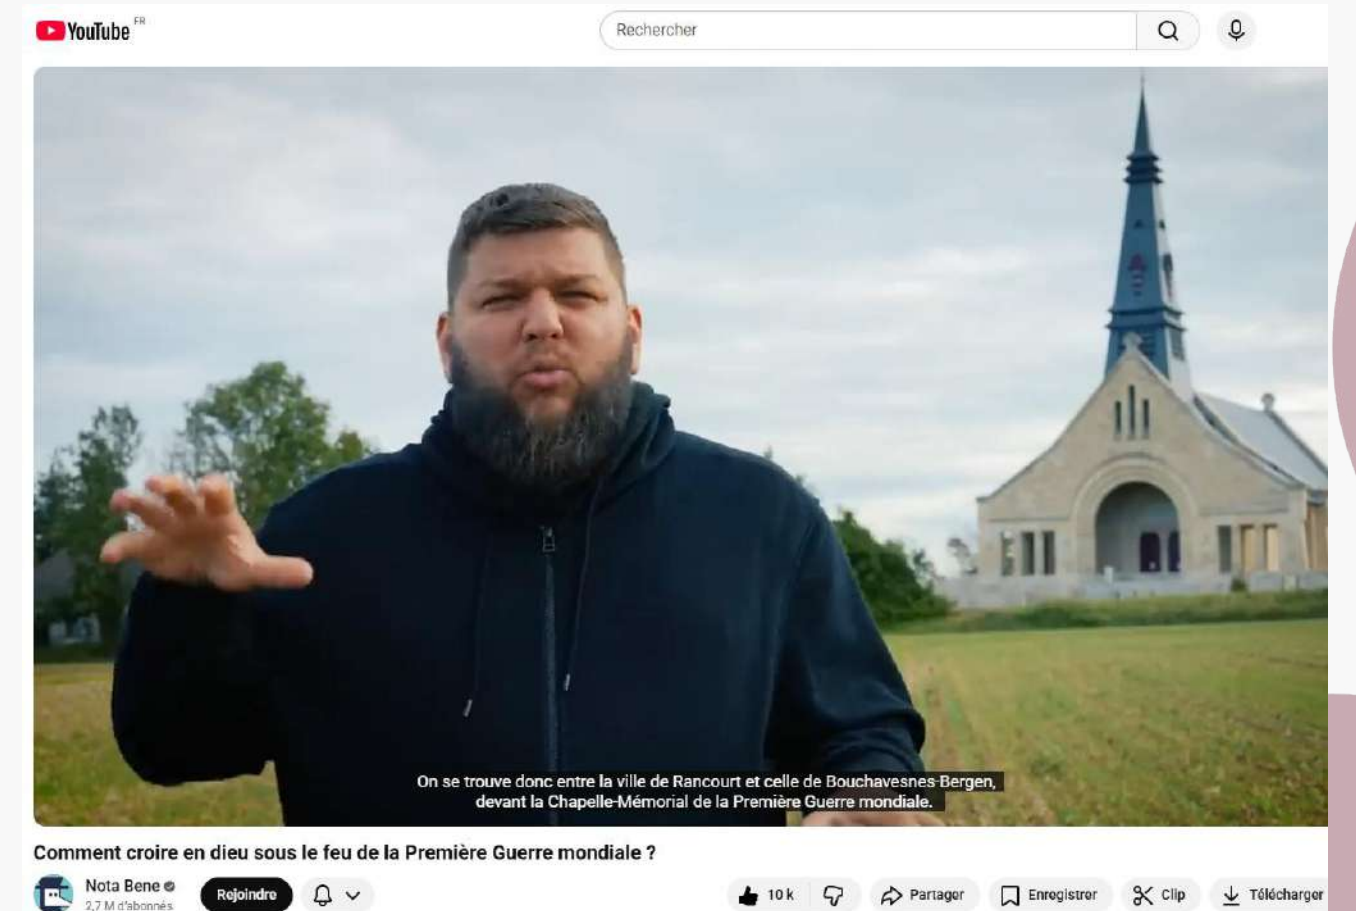 YouTube FR
Rechercher
On se trouve donc entre la ville de Rancourt et celle de Bouchavesnes-Bergen,
devant la Chapelle-Mémorial de la Première Guerre mondiale.
Comment croire en dieu sous le feu de la Première Guerre mondiale ?
Nota Bene
2,7 M d'abonnés
Rejoindre
10 k
Partager
Enregistrer
Clip
Télécharger